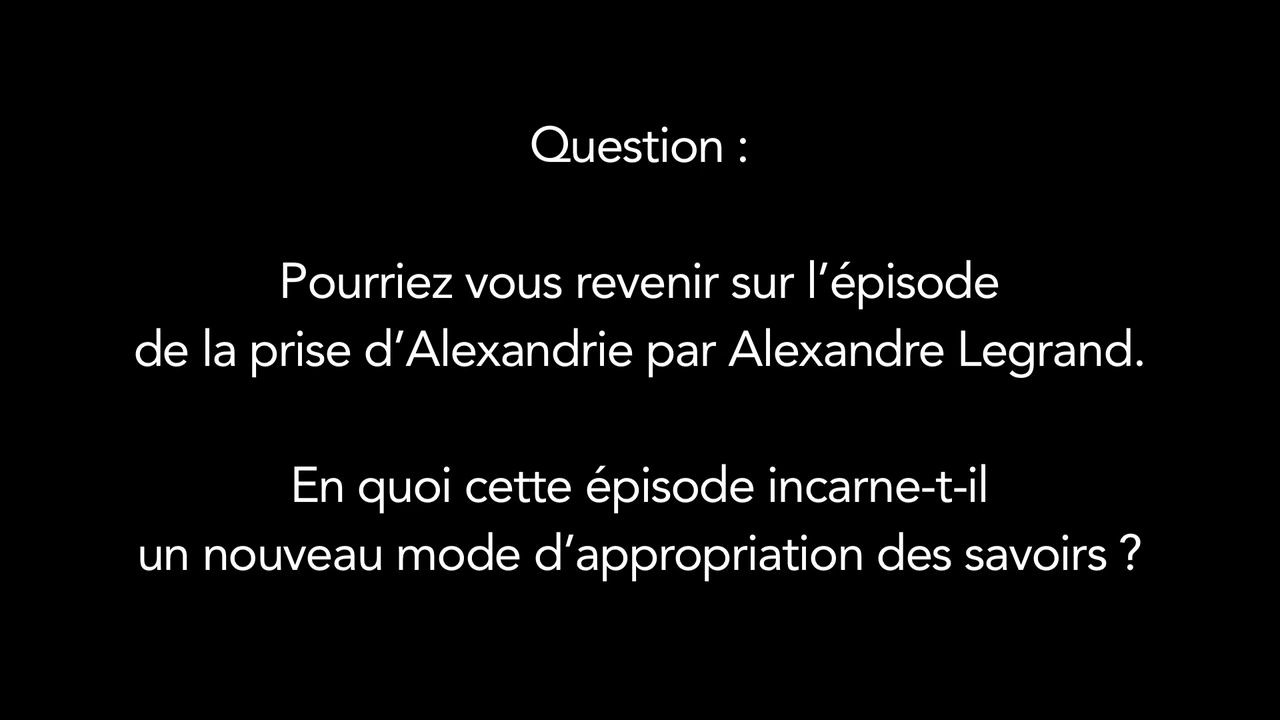 Question :
Pourriez vous revenir sur l’épisode
de la prise d’Alexandrie par Alexandre Legrand.
En quoi cette épisode incarne-t-il
un nouveau mode d’appropriation des savoirs ?